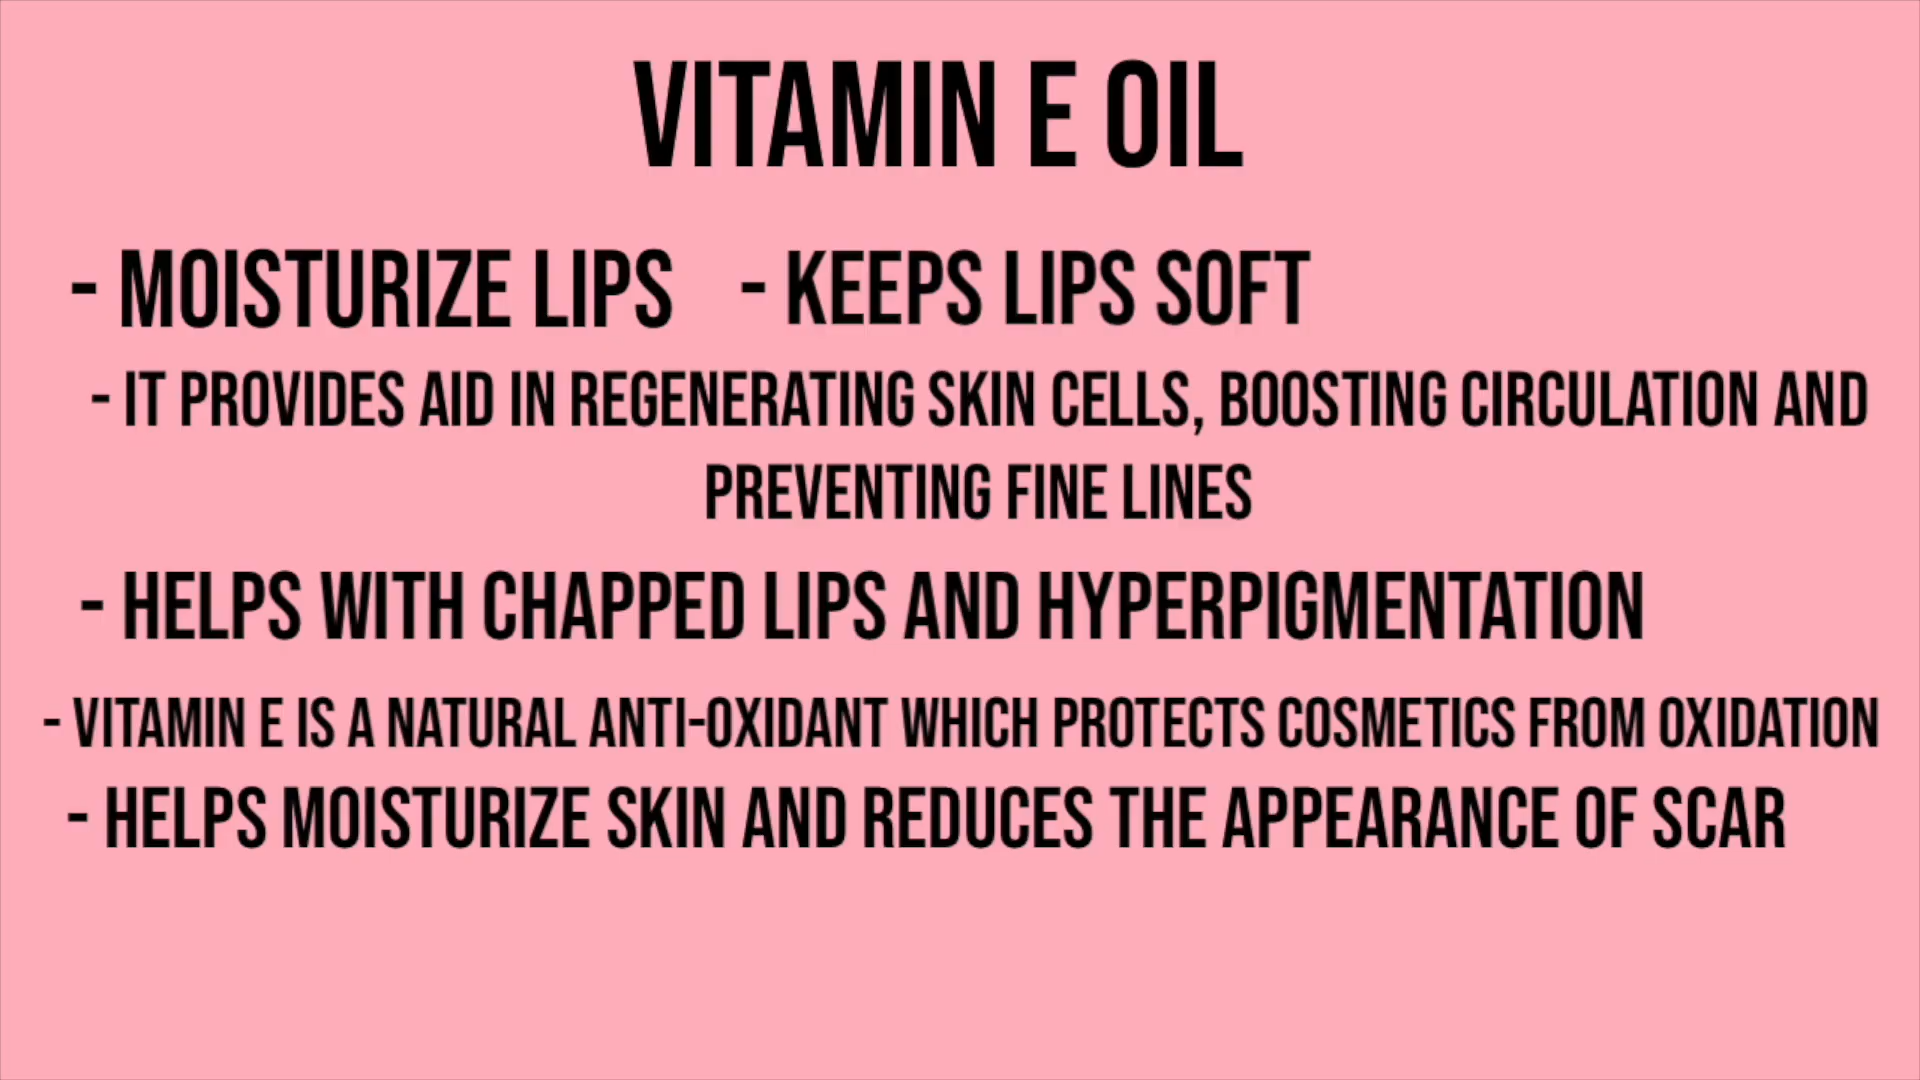 VITAMIN E OIL
- MOISTURIZE LIPS - KEEPS LIPS SOFT
- IT PROVIDES AID IN REGENERATING SKIN CELLS, BOOSTING CIRCULATION AND
PREVENTING FINE LINES
- HELPS WITH CHAPPED LIPS AND HYPERPIGMENTATION
- VITAMIN E IS A NATURAL ANTI-OXIDANT WHICH PROTECTS COSMETICS FROM OXIDATION
- HELPS MOISTURIZE SKIN AND REDUCES THE APPEARANCE OF SCAR